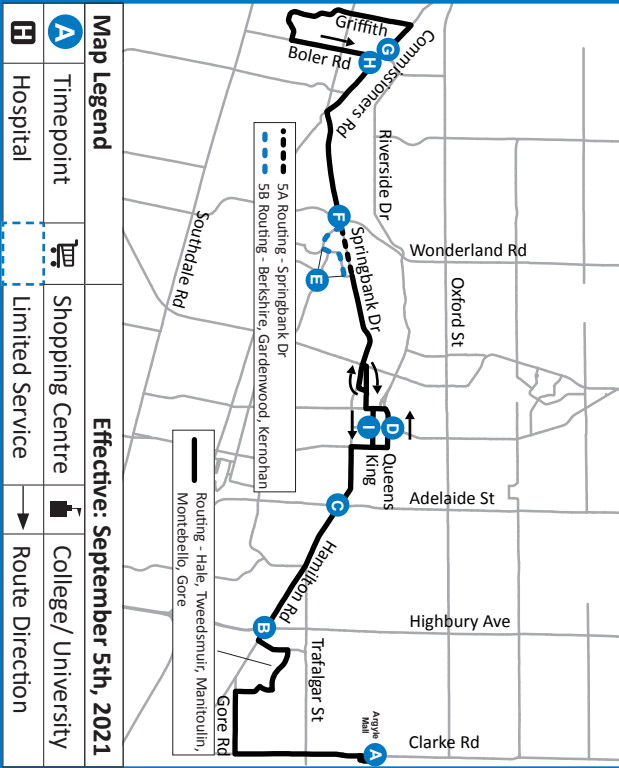 Griffith
Boler Rd
G
H
Commissioners Rd
Riverside Dr
Wonderland Rd
Oxford St
F
Springbank Dr
E
Southdale Rd
5A Routing - Springbank Dr
5B Routing - Berkshire, Gardenwood, Kernohan
I
D
Queens
King
Adelaide St
C
Hamilton Rd
Highbury Ave
B
Trafalgar St
Gore Rd
Clarke Rd
Argyle
Mall
A
Routing - Hale, Tweedsmuir, Manitoulin,
Montebello, Gore
Map Legend
Effective: September 5th, 2021
A
Timepoint
Shopping Centre
College/ University
H
Hospital
Limited Service
Route Direction